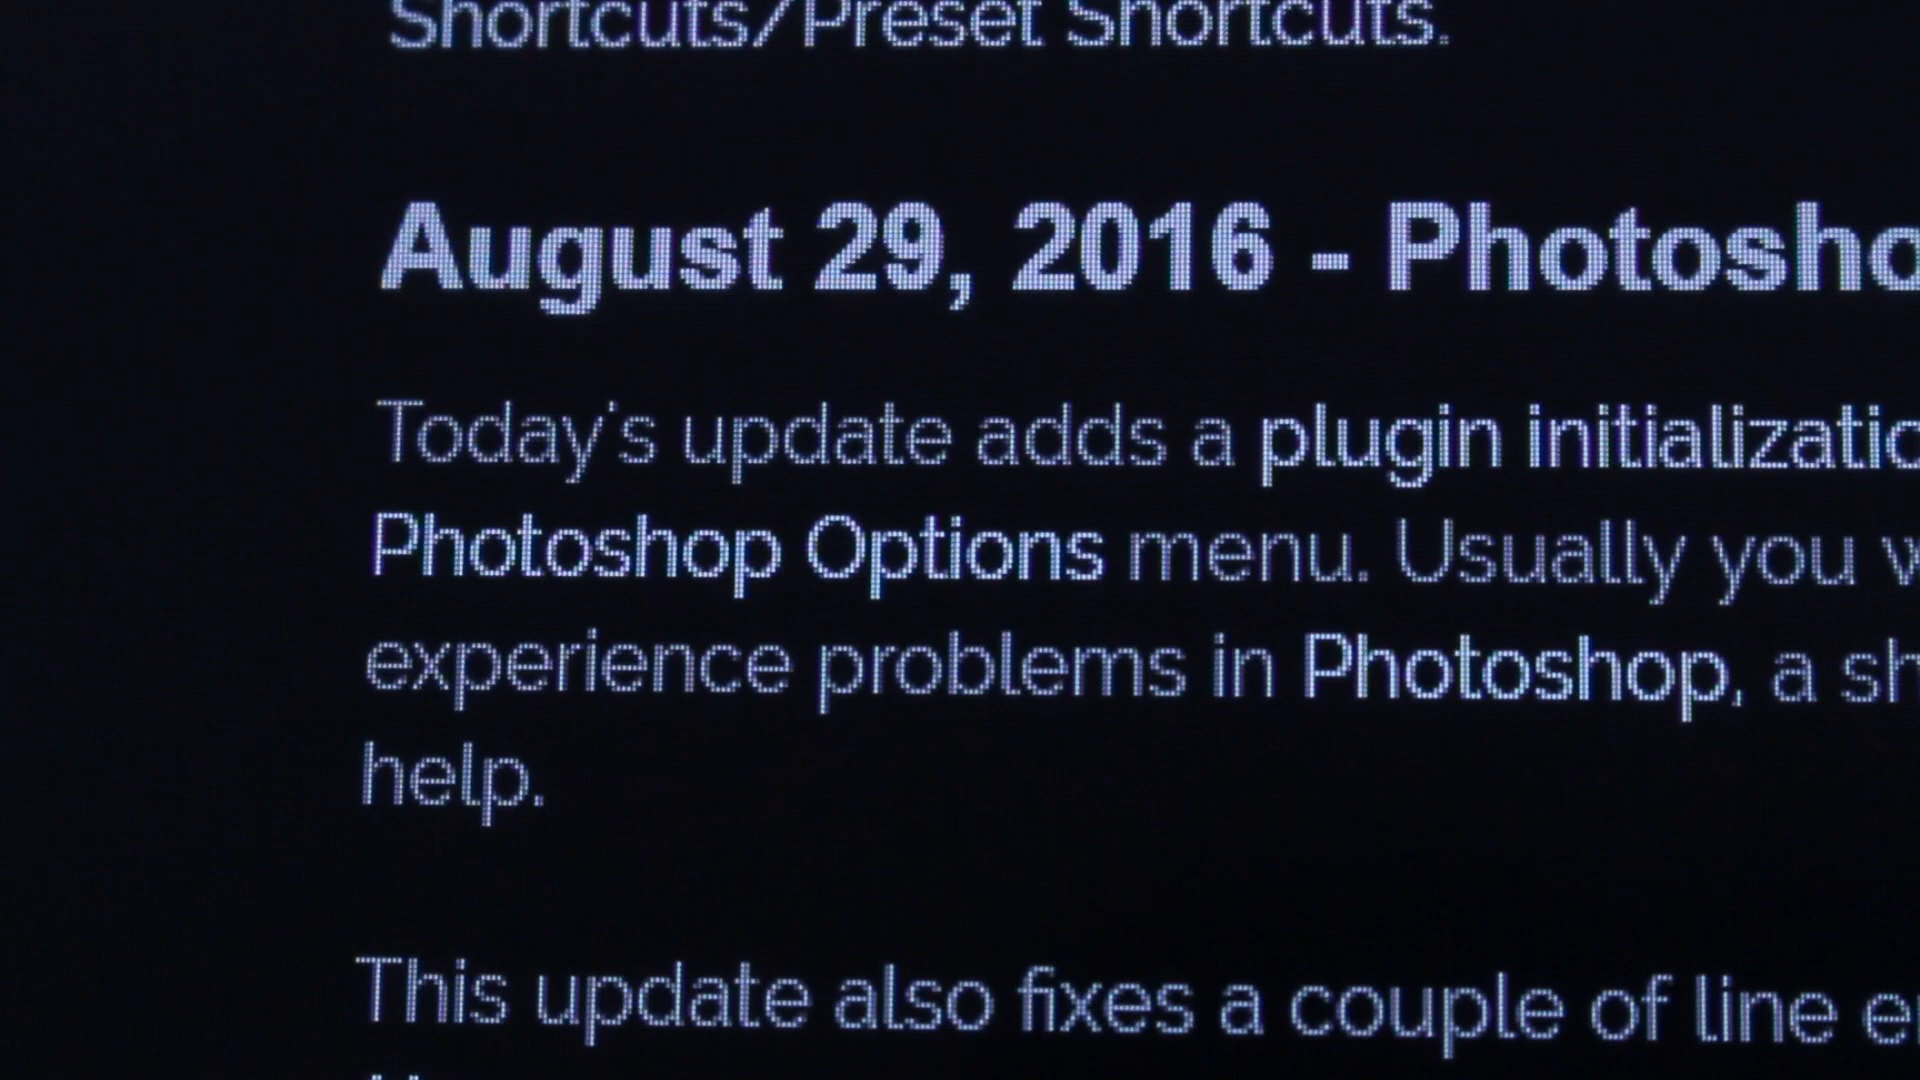 Shortcuts/Preset Shortcuts.
August 29, 2016 - Photosho
Today's update adds a plugin initializatio
Photoshop Options menu. Usually you w
experience problems in Photoshop, a sh
help.
This update also fixes a couple of line er